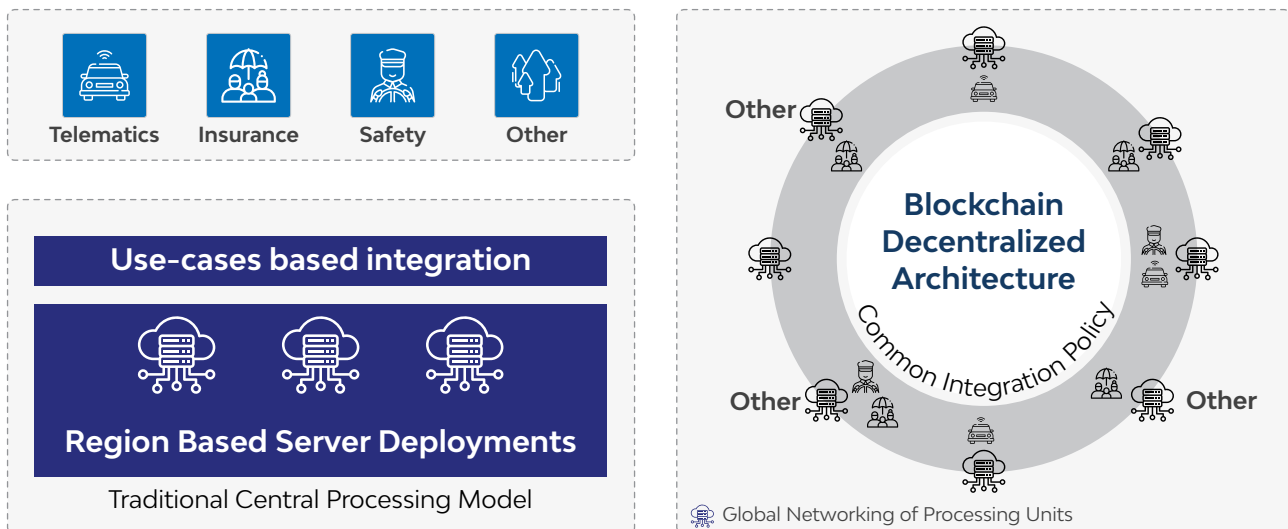 Telematics
Insurance
Safety
Other
Use-cases based integration
Region Based Server Deployments
Traditional Central Processing Model
Other
Blockchain
Decentralized
Architecture
Common Integration Policy
Other
Other
Global Networking of Processing Units